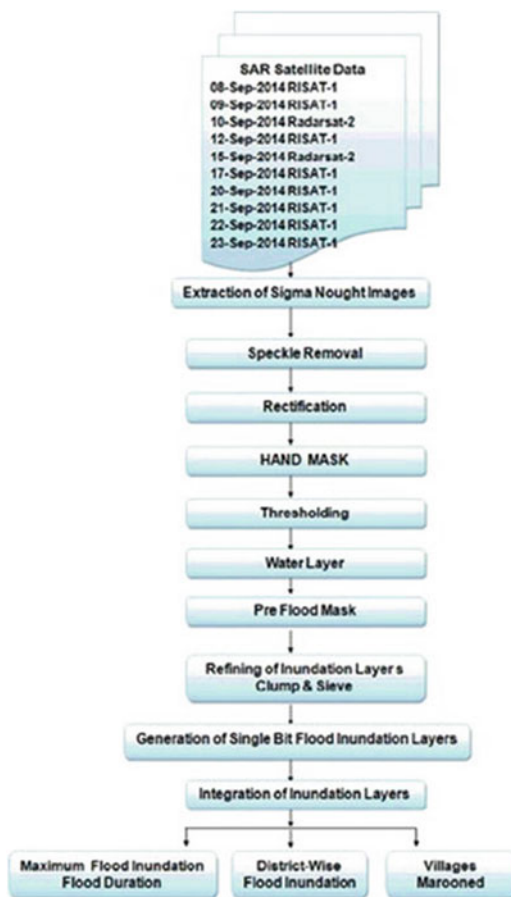 SAR Satellite Data
08-Sep-2014 RISAT-1
09-Sep-2014 RISAT-1
10-Sep-2014 Radarsat-2
12-Sep-2014 RISAT-1
15-Sep-2014 Radarsat-2
17-Sep-2014 RISAT-1
20-Sep-2014 RISAT-1
21-Sep-2014 RISAT-1
22-Sep-2014 RISAT-1
23-Sep-2014 RISAT-1
Extraction of Sigma Nought Images
Speckle Removal
Rectification
HAND MASK
Thresholding
Water Layer
Pre Flood Mask
Refining of Inundation Layer s
Clump & Sieve
Generation of Single Bit Flood Inundation Layers
Integration of Inundation Layers
Maximum Flood Inundation
Flood Duration
District-Wise
Flood Inundation
Villages
Marooned